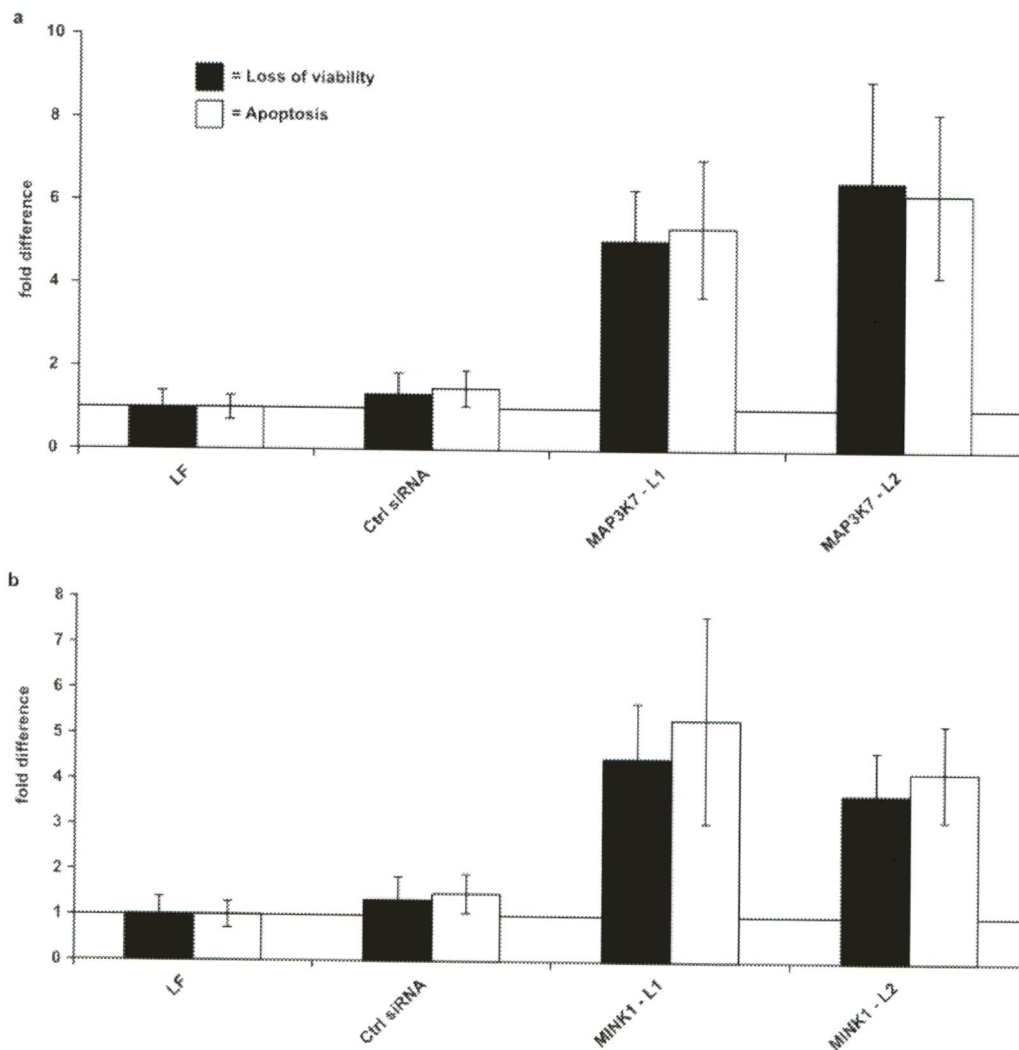 a
10
= Loss of viability
= Apoptosis
8
6
4
2
0
fold difference
LF
Ctrl siRNA
MAP3K7 - L1
MAP3K7 - L2
b
8
7
6
5
4
3
2
1
0
fold difference
LF
Ctrl siRNA
MINK1 - L1
MINK1 - L2